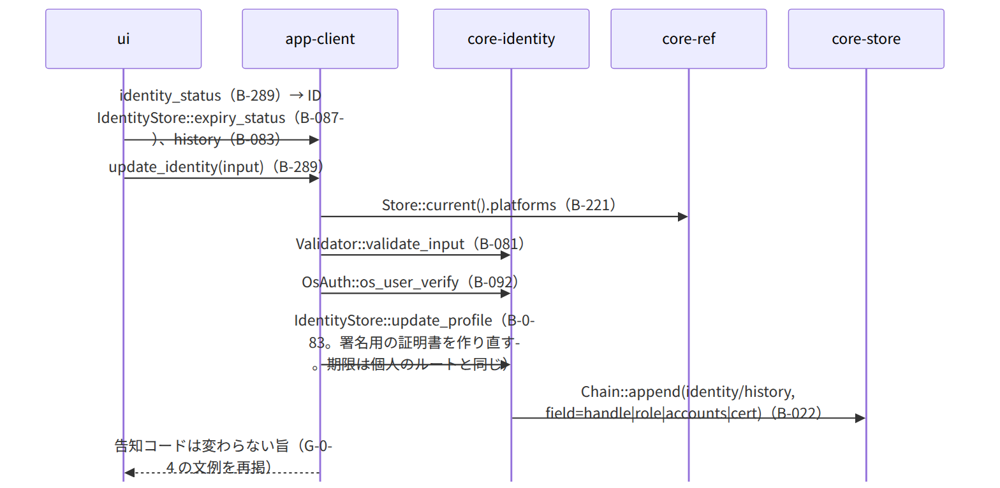 ui
app-client
core-identity
core-ref
core-store
identity_status（B-289）→ ID
IdentityStore::expiry_status（B-087-
）、history（B-083）
update_identity(input)（B-289）
Store::current().platforms（B-221）
Validator::validate_input（B-081）
OsAuth::os_user_verify（B-092）
IdentityStore::update_profile（B-0-
83。署名用の証明書を作り直す-
。期限は個人のルートと同じ）
Chain::append(identity/history,
field=handle|role|accounts|cert)（B-022）
告知コードは変わらない旨（G-0-
4 の文例を再掲）